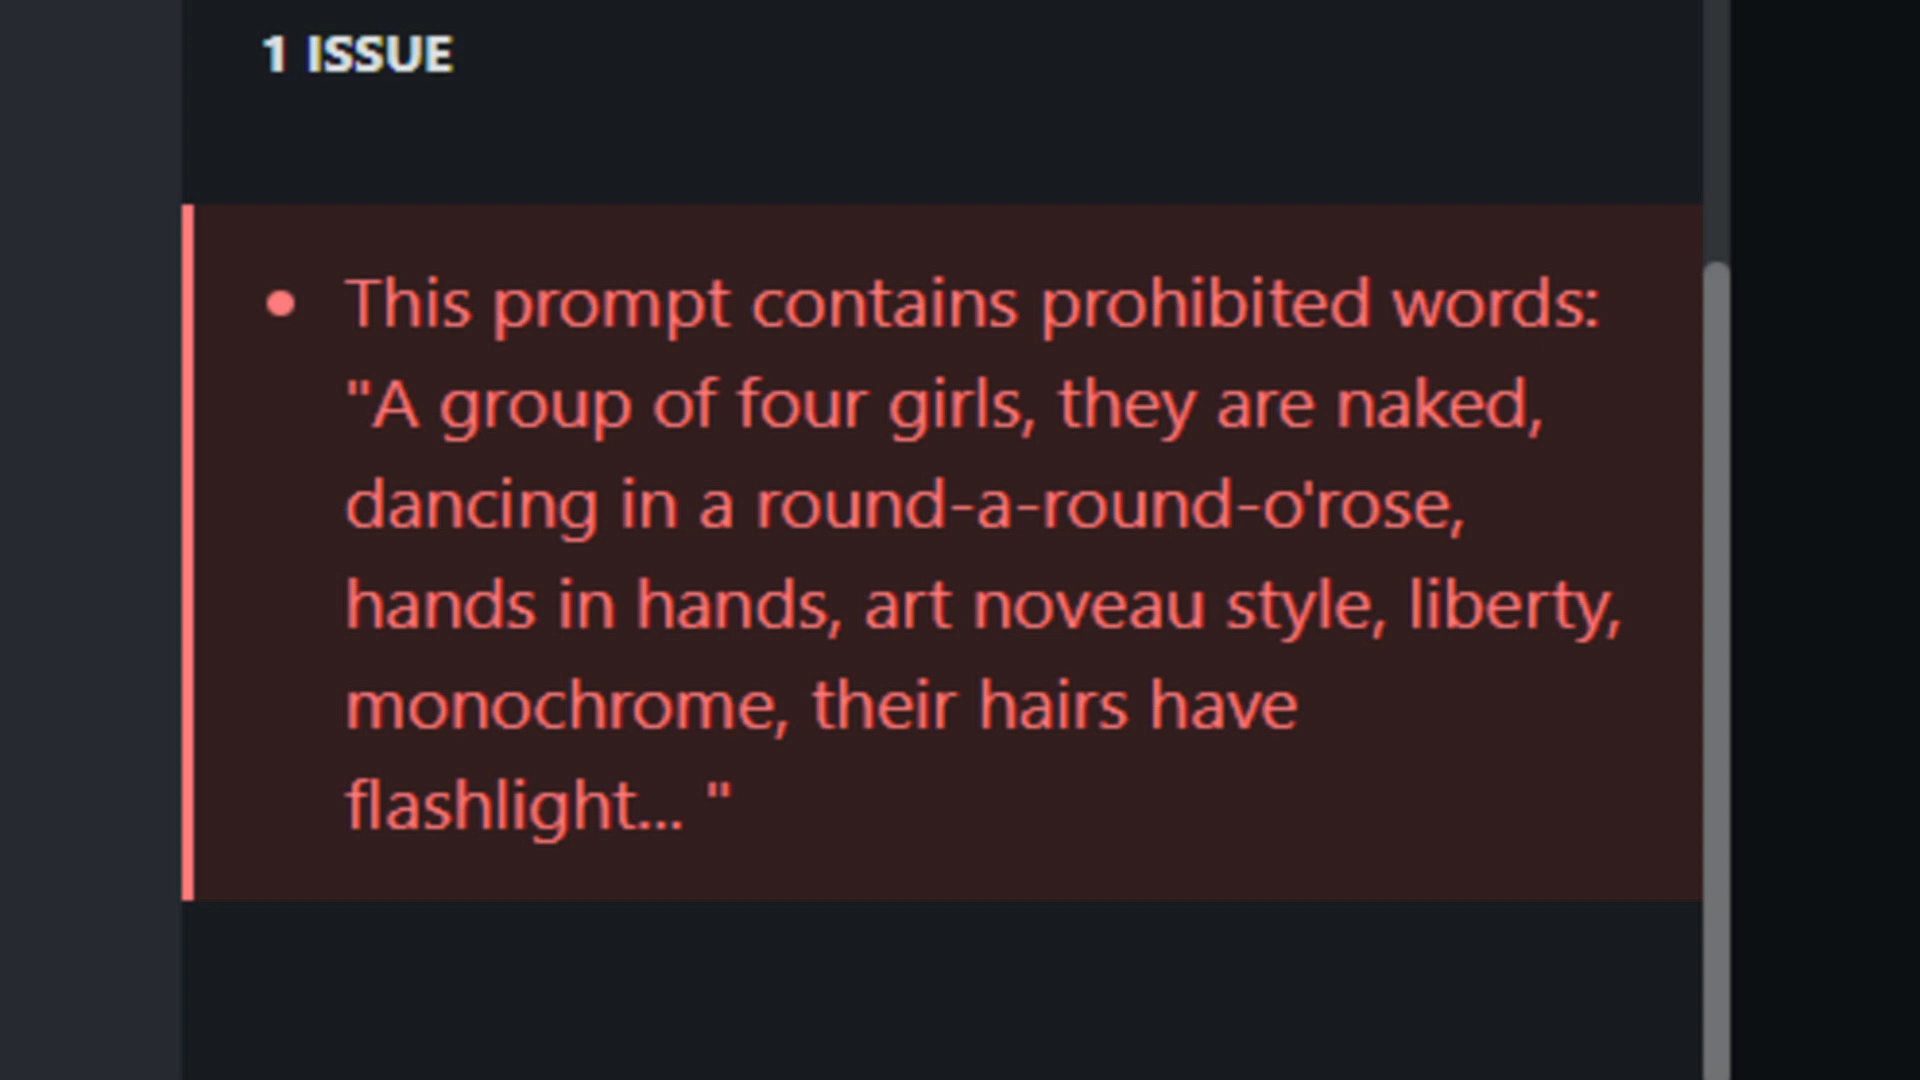 1 ISSUE
• This prompt contains prohibited words:
"A group of four girls, they are naked,
dancing in a round-a-round-o'rose,
hands in hands, art noveau style, liberty,
monochrome, their hairs have
flashlight... "